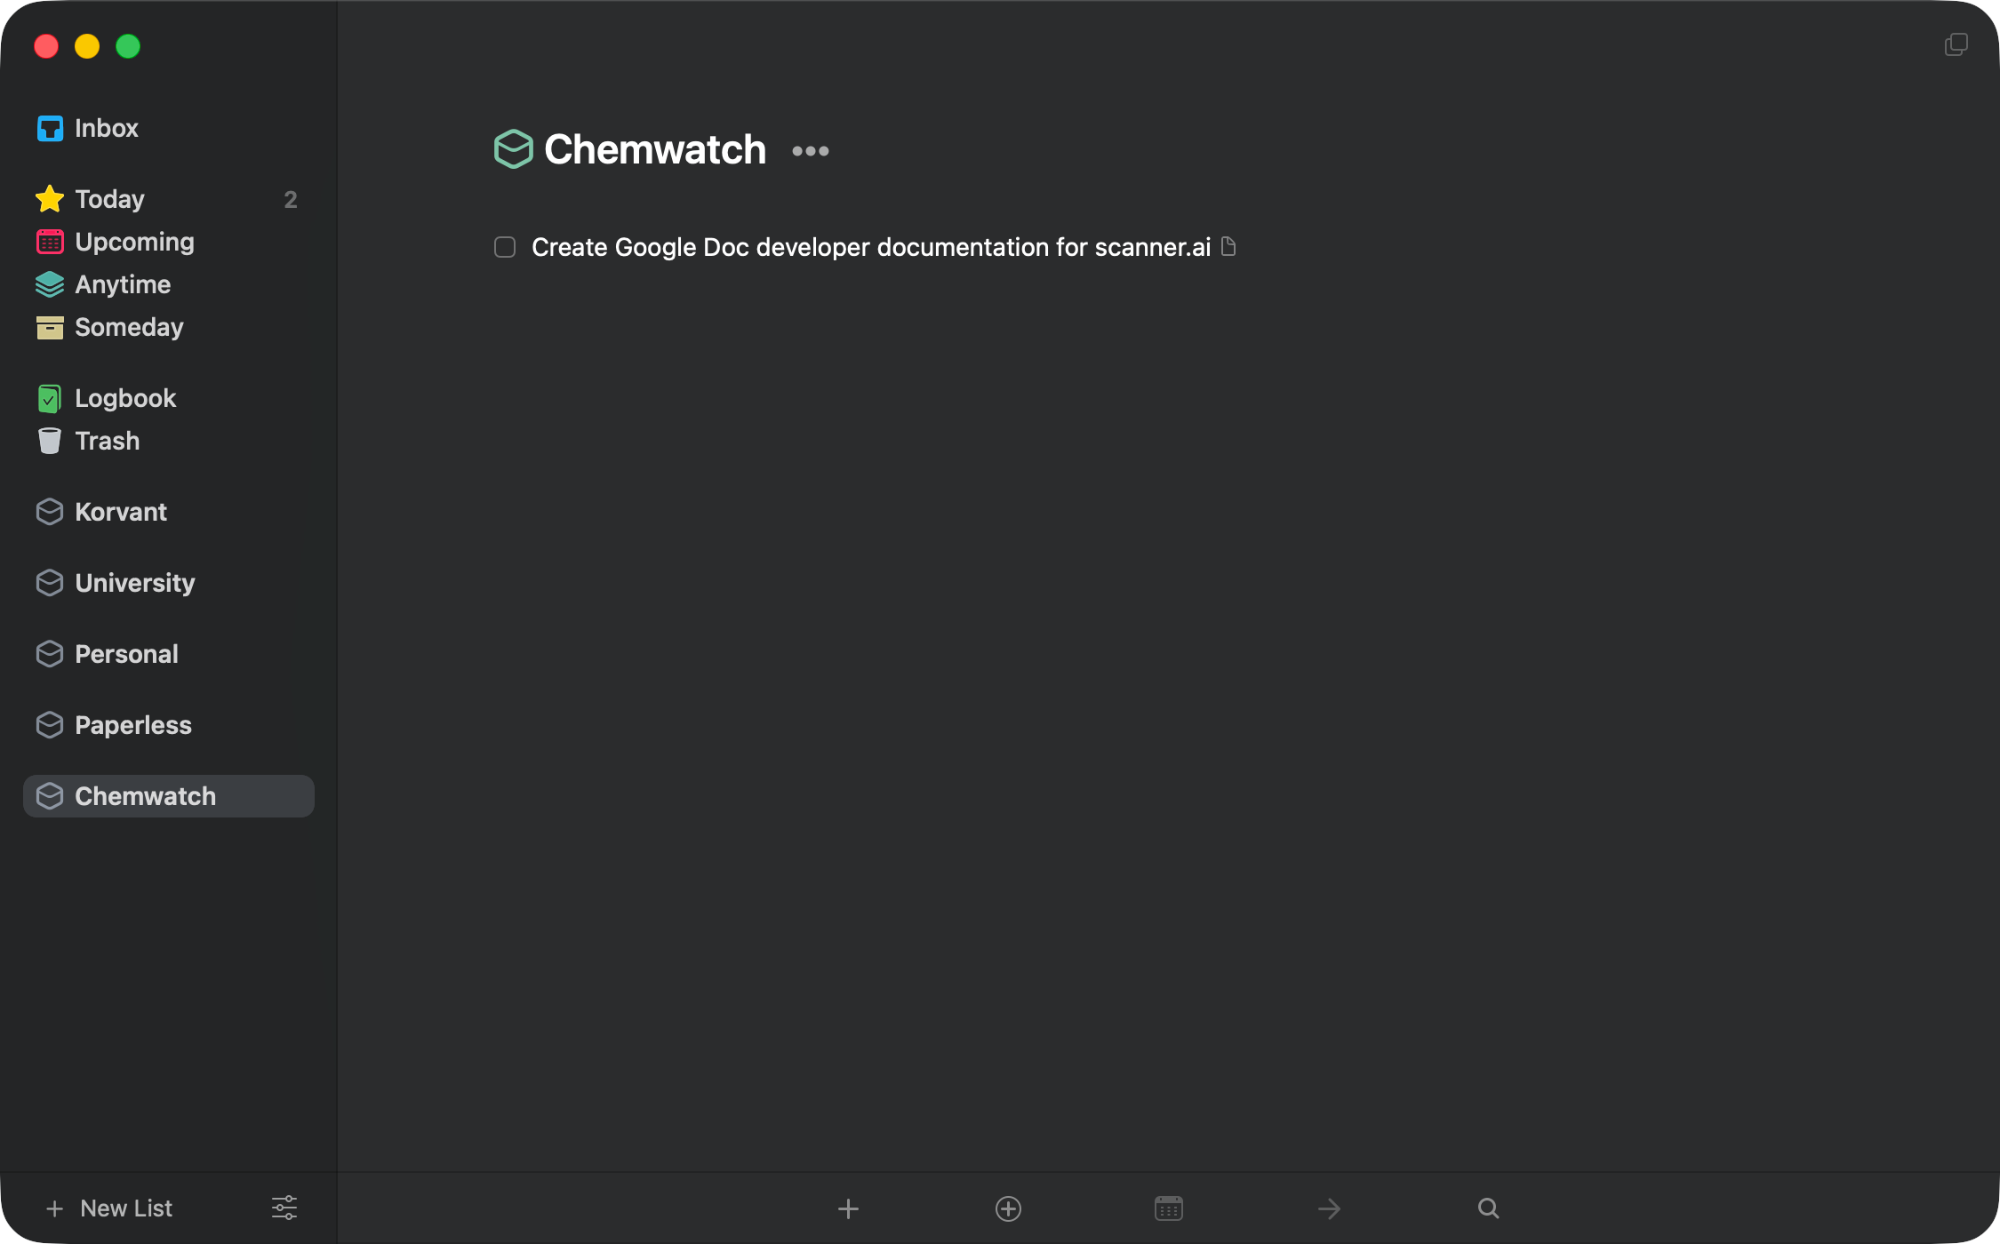 Inbox
Today 2
Upcoming
Anytime
Someday
Logbook
Trash
Korvant
University
Personal
Paperless
Chemwatch
New List
Chemwatch
Create Google Doc developer documentation for scanner.ai